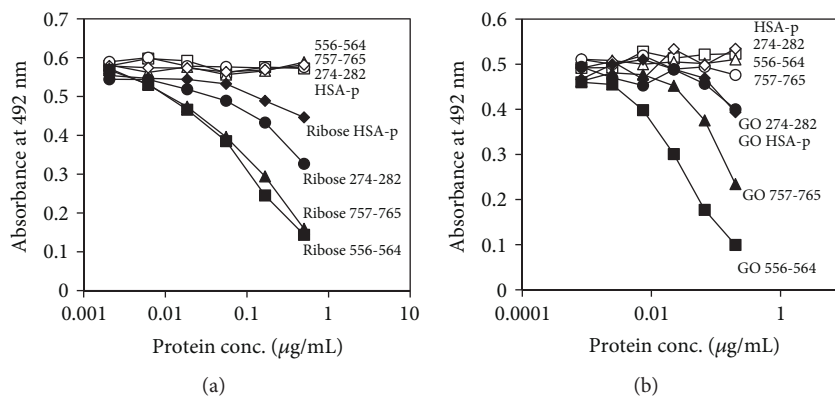 0.7
0.6
0.5
0.4
0.3
0.2
0.1
0
0.001
0.01
0.1
1
10
Absorbance at 492 nm
Protein conc. (μg/mL)
556-564
757-765
274-282
HSA-p
Ribose HSA-p
Ribose 274-282
Ribose 757-765
Ribose 556-564
(a)
0.6
0.5
0.4
0.3
0.2
0.1
0
0.0001
0.01
1
Absorbance at 492 nm
Protein conc. (μg/mL)
HSA-p
274-282
556-564
757-765
GO 274-282
GO HSA-p
GO 757-765
GO 556-564
(b)